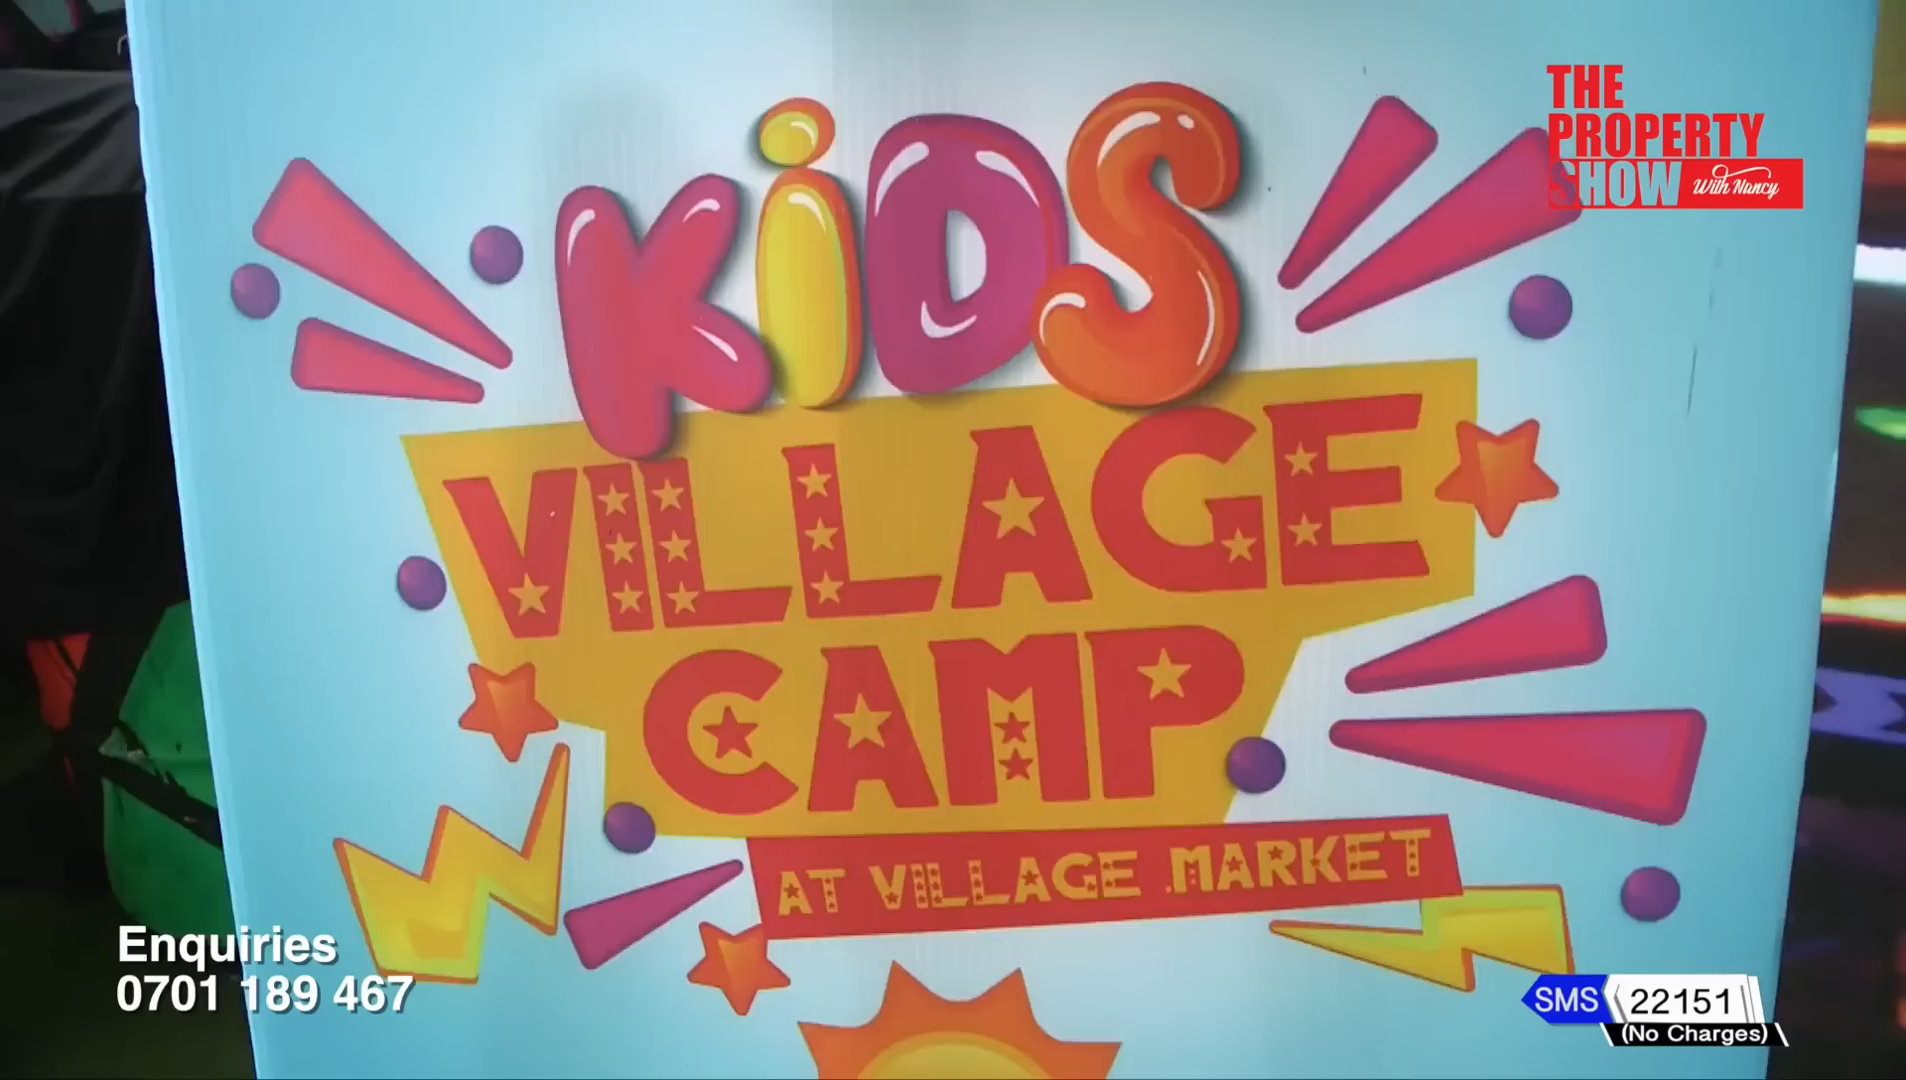 KiDS
VILLAGE
CAMP
AT VILLAGE MARKET
THE
PROPERTY
SHOW With Nancy
Enquiries
0701 189 467
SMS 22151
(No Charges)